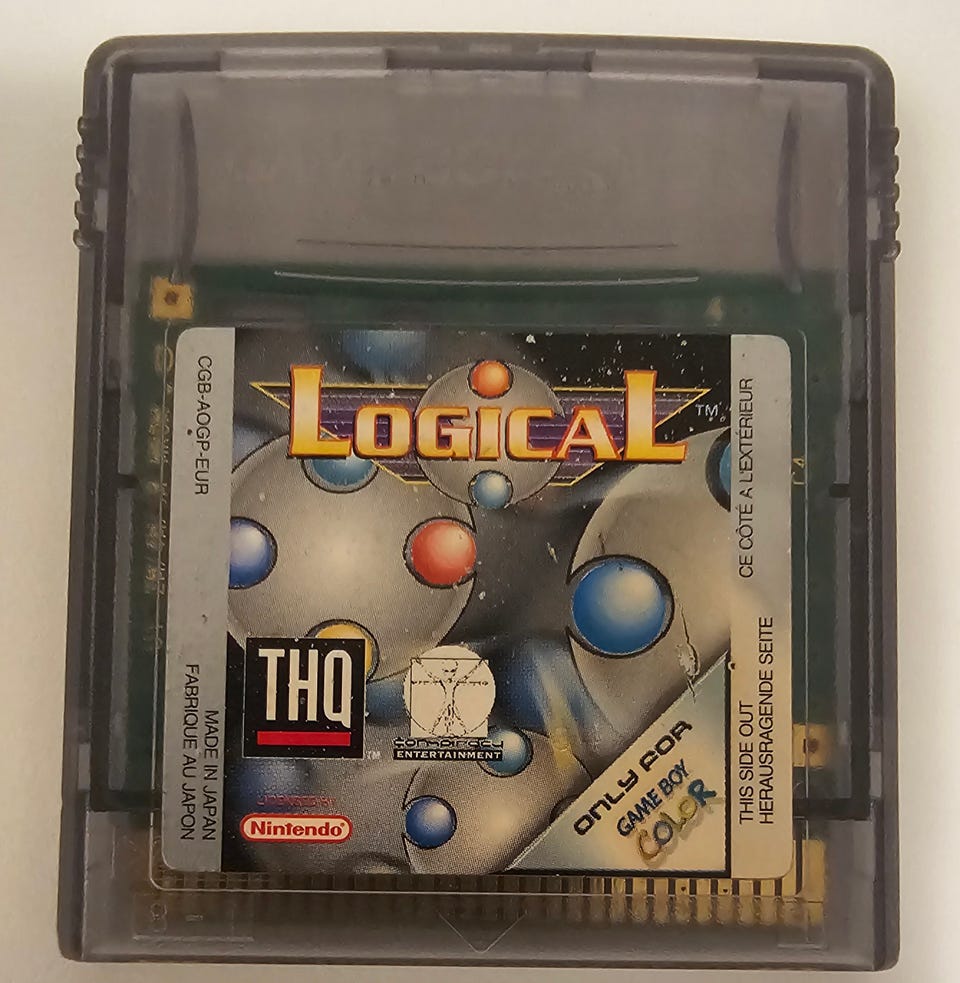 LOGICAL
TM
CGB-AOGP-EUR
CE CÔTÉ A L'EXTÉRIEUR
THQ
TM
conspiracy
ENTERTAINMENT
LICENSED BY
Nintendo
ONLY FOR
GAME BOY
COLOR
MADE IN JAPAN
FABRIQUE AU JAPON
THIS SIDE OUT
HERAUSRAGENDE SEITE